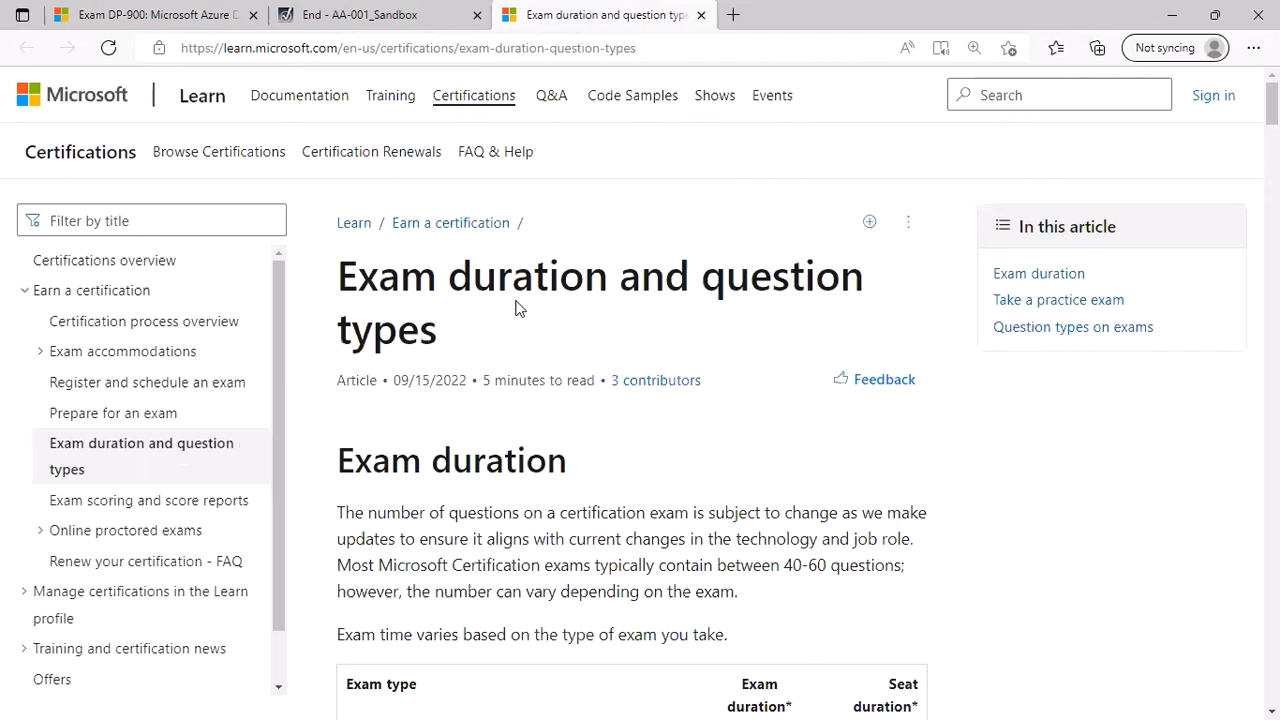 Exam DP-900: Microsoft Azure D
End - AA-001_Sandbox
Exam duration and question type
https://learn.microsoft.com/en-us/certifications/exam-duration-question-types
Not syncing
Microsoft
Learn
Documentation
Training
Certifications
Q&A
Code Samples
Shows
Events
Search
Sign in
Certifications
Browse Certifications
Certification Renewals
FAQ & Help
Filter by title
Certifications overview
Earn a certification
Certification process overview
Exam accommodations
Register and schedule an exam
Prepare for an exam
Exam duration and question
types
Exam scoring and score reports
Online proctored exams
Renew your certification - FAQ
Manage certifications in the Learn
profile
Training and certification news
Offers
Learn / Earn a certification /
Exam duration and question
types
Article • 09/15/2022 • 5 minutes to read • 3 contributors
Feedback
Exam duration
The number of questions on a certification exam is subject to change as we make
updates to ensure it aligns with current changes in the technology and job role.
Most Microsoft Certification exams typically contain between 40-60 questions;
however, the number can vary depending on the exam.
Exam time varies based on the type of exam you take.
Exam type
Exam
duration*
Seat
duration*
In this article
Exam duration
Take a practice exam
Question types on exams